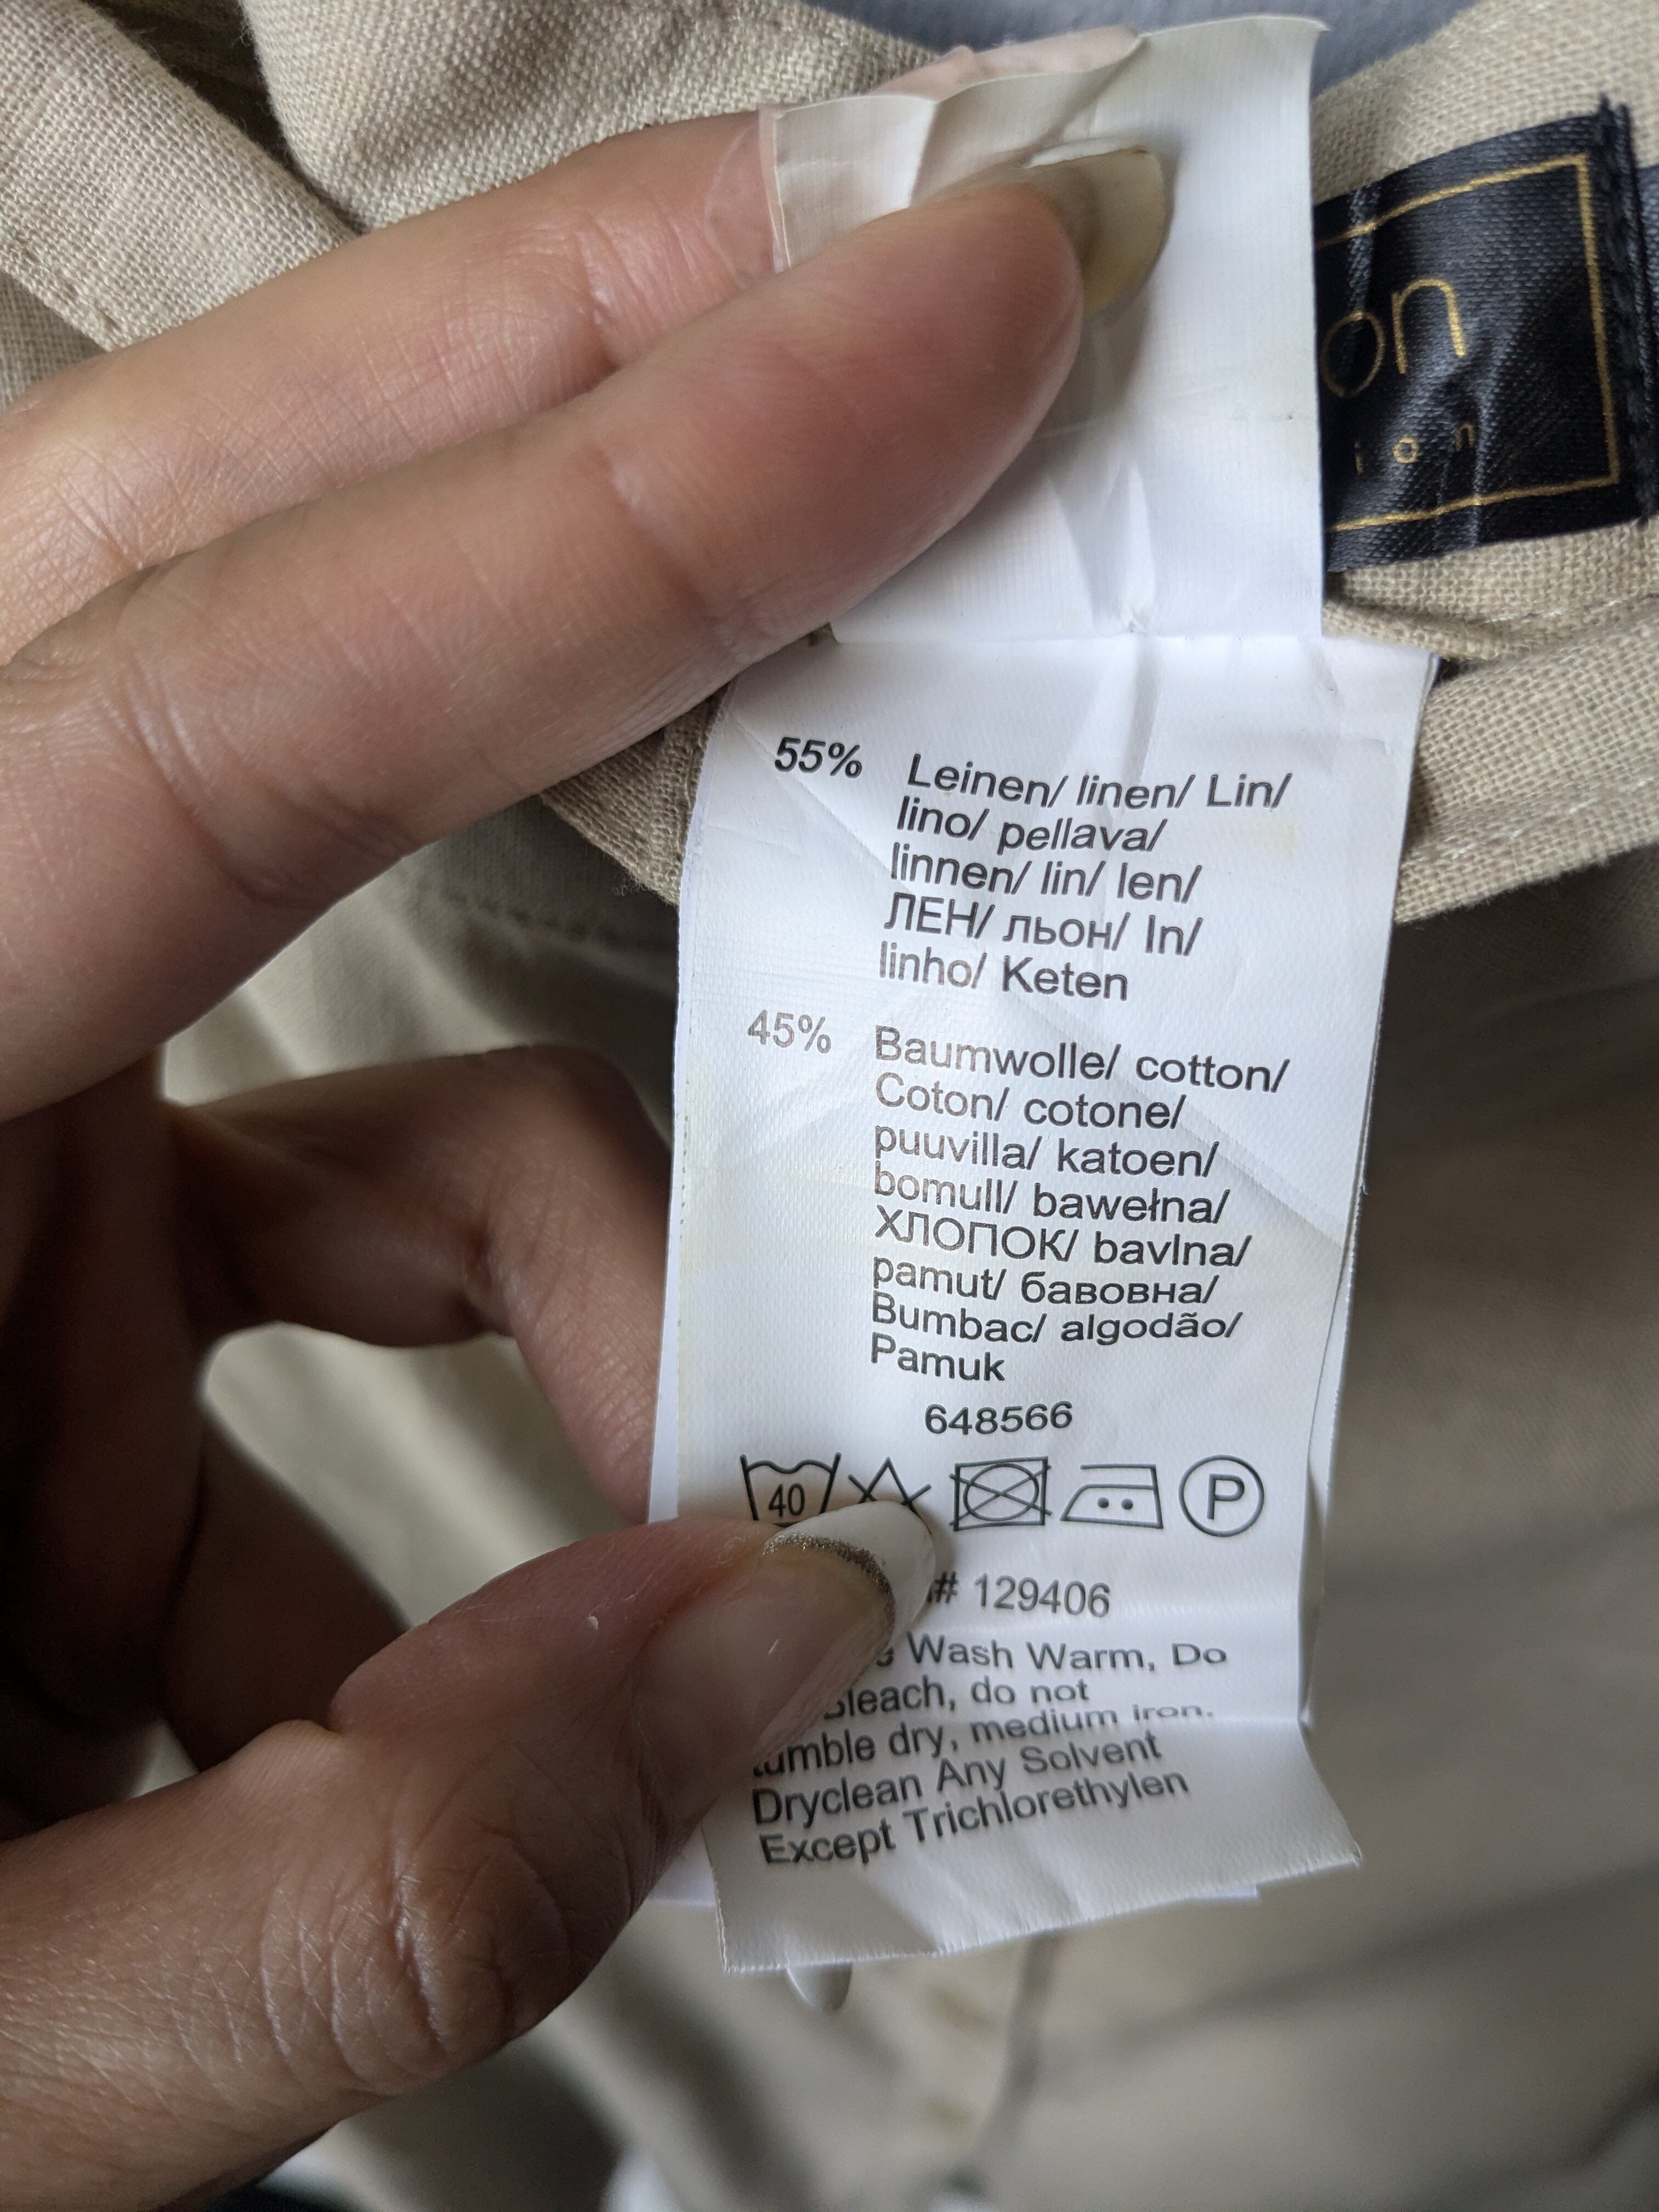 on
ion
55% Leinen/ linen/ Lin/
lino/ pellava/
linnen/ lin/ len/
ЛЕН/ льон/ In/
linho/ Keten
45% Baumwolle/ cotton/
Coton/ cotone/
puuvilla/ katoen/
bomull/ bawełna/
ХЛОПОК/ bavlna/
pamut/ бавовна/
Bumbac/ algodão/
Pamuk
648566
40 P
# 129406
Wash Warm, Do
Bleach, do not
tumble dry, medium iron.
Dryclean Any Solvent
Except Trichlorethylen